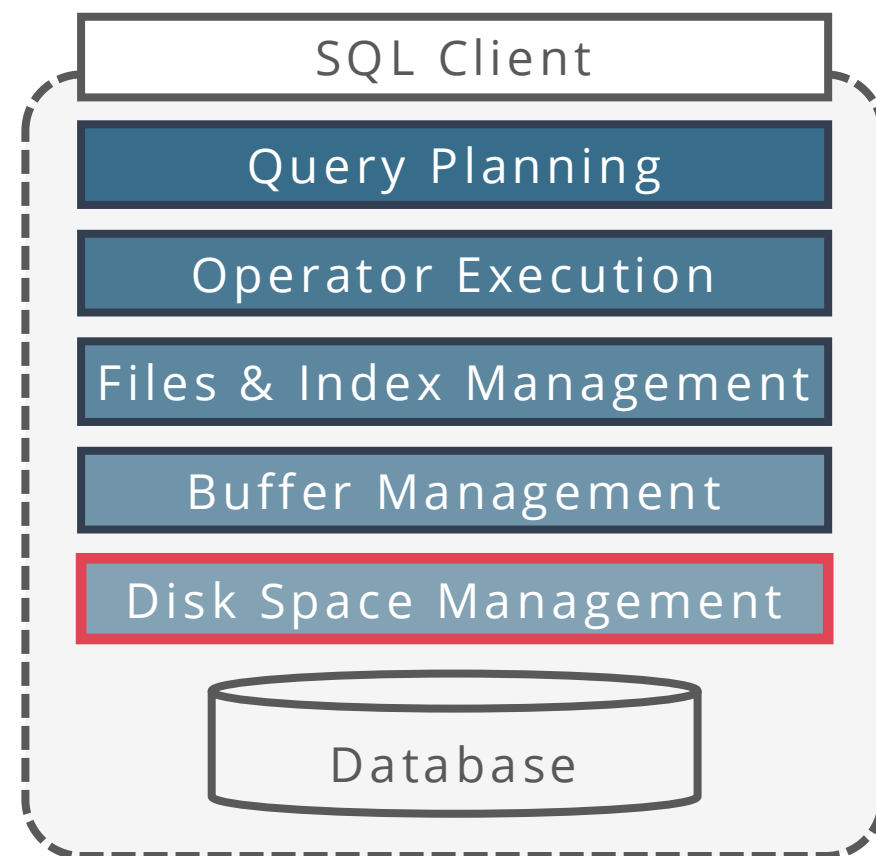 SQL Client
Query Planning
Operator Execution
Files & Index Management
Buffer Management
Disk Space Management
Database